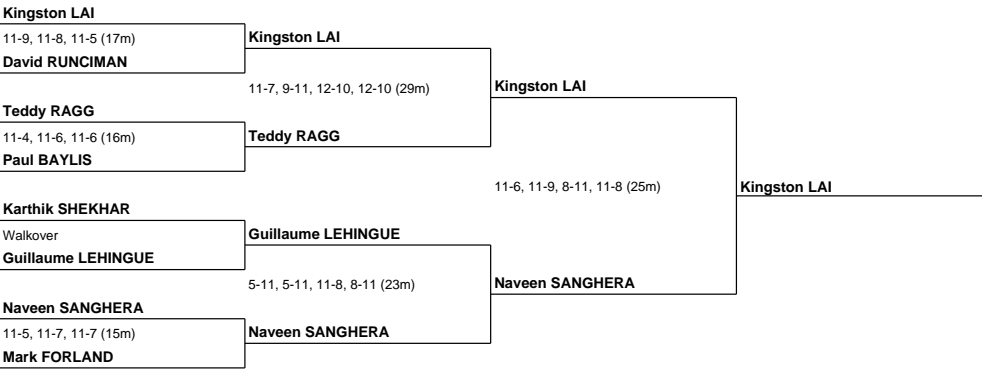 Kingston LAI
11-9, 11-8, 11-5 (17m)
David RUNCIMAN
Kingston LAI
11-7, 9-11, 12-10, 12-10 (29m)
Teddy RAGG
11-4, 11-6, 11-6 (16m)
Paul BAYLIS
Teddy RAGG
Kingston LAI
11-6, 11-9, 8-11, 11-8 (25m)
Kingston LAI
Karthik SHEKHAR
Walkover
Guillaume LEHINGUE
Guillaume LEHINGUE
5-11, 5-11, 11-8, 8-11 (23m)
Naveen SANGHERA
Naveen SANGHERA
11-5, 11-7, 11-7 (15m)
Mark FORLAND
Naveen SANGHERA